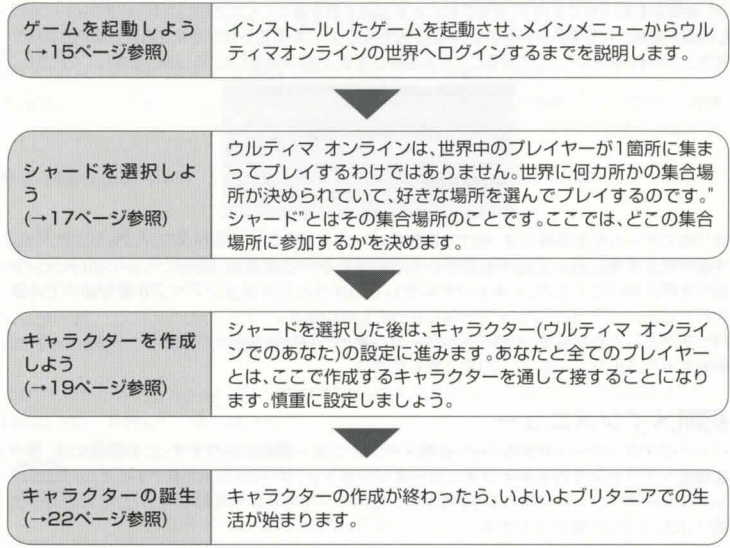 ゲームを起動しよう
(→15ページ参照)
インストールしたゲームを起動させ、メインメニューからウル
ティマオンラインの世界へログインするまでを説明します。
シャードを選択しよ
う
(→17ページ参照)
ウルティマ オンラインは、世界中のプレイヤーが1箇所に集ま
ってプレイするわけではありません。世界に何カ所かの集合場
所が決められていて、好きな場所を選んでプレイするのです。"
シャード"とはその集合場所のことです。ここでは、どこの集合
場所に参加するかを決めます。
キャラクターを作成
しよう
(→19ページ参照)
シャードを選択した後は、キャラクター(ウルティマ オンライ
ンでのあなた)の設定に進みます。あなたと全てのプレイヤー
とは、ここで作成するキャラクターを通して接することになり
ます。慎重に設定しましょう。
キャラクターの誕生
(→22ページ参照)
キャラクターの作成が終わったら、いよいよブリタニアでの生
活が始まります。